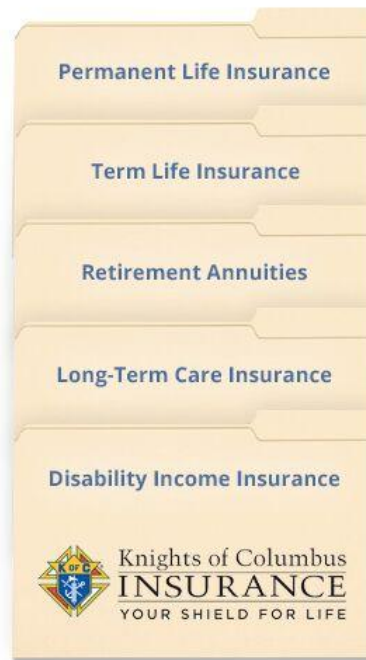 Permanent Life Insurance
Term Life Insurance
Retirement Annuities
Long-Term Care Insurance
Disability Income Insurance
K OF C
Knights of Columbus
INSURANCE
YOUR SHIELD FOR LIFE